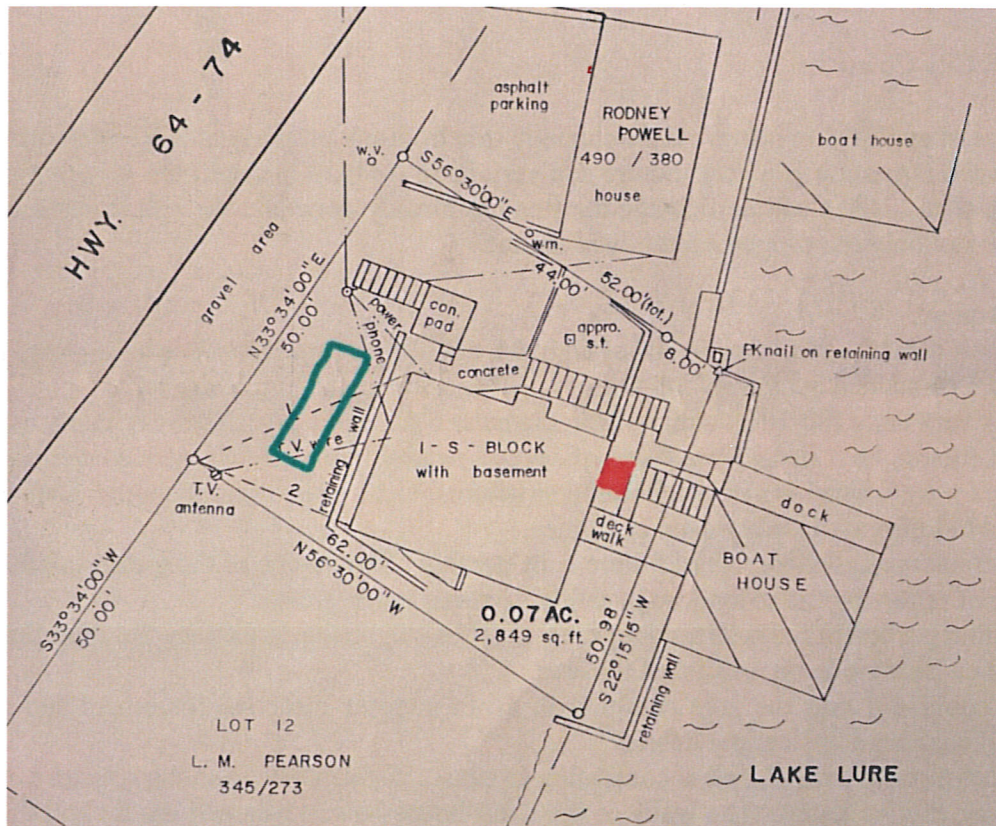 HWY. 64 - 74
gravel area
w.v.
asphalt
parking
RODNEY
POWELL
490 / 380
house
boat house
S56°30'00"E
w.m.
44.00'
52.00'(tot.)
8.00'
PK nail on retaining wall
N33°34'00"E
50.00'
power
phone
con.
pad
appro.
s.t.
concrete
T.V. wire
retaining wall
1 - S - BLOCK
with basement
T.V.
antenna
2
62.00'
N56°30'00"W
deck
walk
dock
BOAT
HOUSE
0.07 AC.
2,849 sq. ft.
50.98'
S22°15'15"W
retaining wall
S33°34'00"W
50.00'
LOT 12
L. M. PEARSON
345/273
LAKE LURE